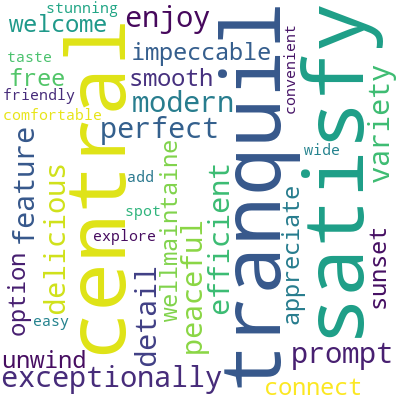 stunning
welcome
enjoy
taste
free
friendly
comfortable
central
impeccable
smooth
modern
perfect
convenient
tranquil
satisfy
variety
wide
feature
delicious
add
spot
explore
wellmaintaine
efficient
appreciate
sunset
option
easy
detail
peaceful
unwind
exceptionally
prompt
connect